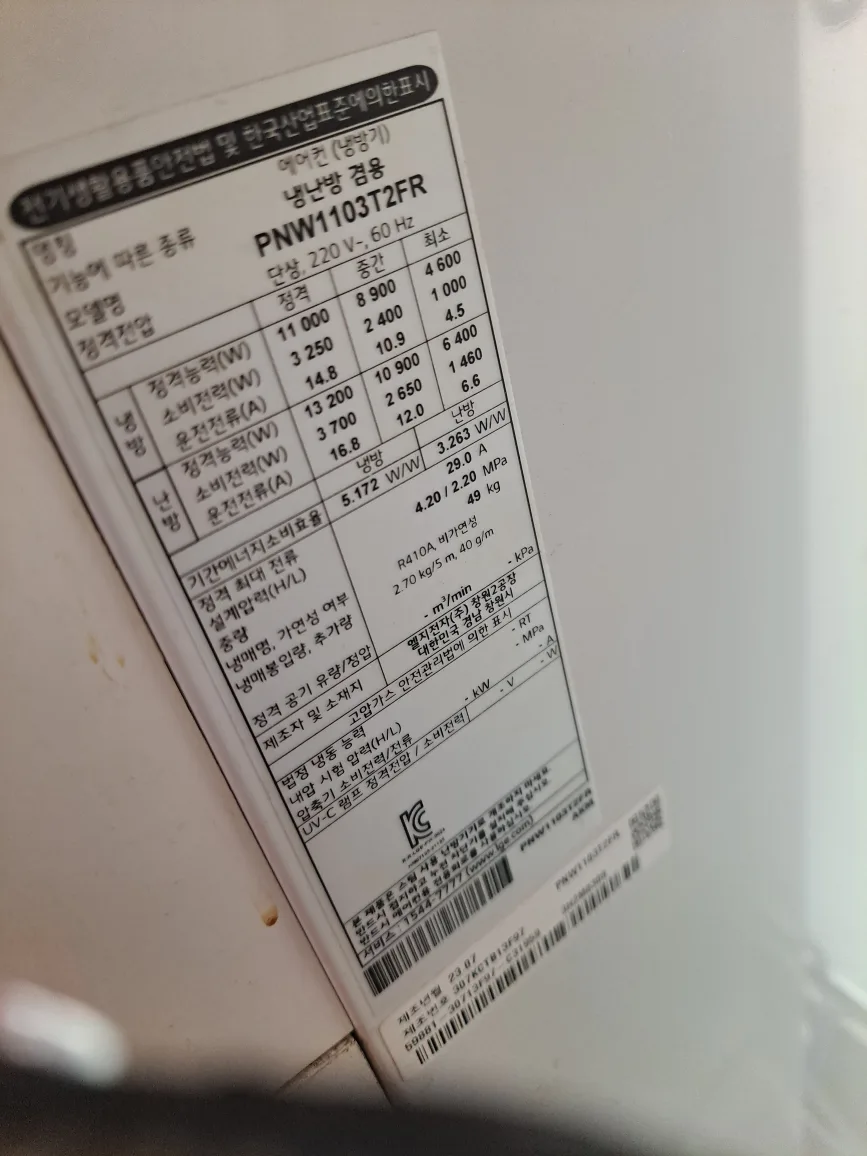 전기생활용품안전법 및 한국산업표준에의한표시
명칭 에어컨 (냉방기)
기능에 따른 종류 냉난방 겸용
모델명 PNW1103T2FR
정격전압 단상, 220 V~, 60 Hz
정격 중간 최소
냉방 정격능력(W) 11 000 8 900 4 600
소비전력(W) 3 250 2 400 1 000
운전전류(A) 14.8 10.9 4.5
난방 정격능력(W) 13 200 10 900 6 400
소비전력(W) 3 700 2 650 1 460
운전전류(A) 16.8 12.0 6.6
냉방 난방
기간에너지소비효율 5.172 W/W 3.263 W/W
정격 최대 전류 29.0 A
설계압력(H/L) 4.20 / 2.20 MPa
중량 49 kg
냉매명, 가연성 여부 R410A, 비가연성
냉매봉입량, 추가량 2.70 kg/5 m, 40 g/m
정격 공기 유량/정압 - m³/min - kPa
제조자 및 소재지 엘지전자(주) 창원2공장
대한민국 경남 창원시
고압가스 안전관리법에 의한 표시
법정 냉동 능력 - RT
내압 시험 압력(H/L) - MPa
압축기 소비전력/전류 - kW - A
UV-C 램프 정격전압 / 소비전력 - V - W
서비스 : 1544-7777 (www.lge.com)
PNW1103T2FR
제조년월 23.07
제조번호
PNW1103T2FR